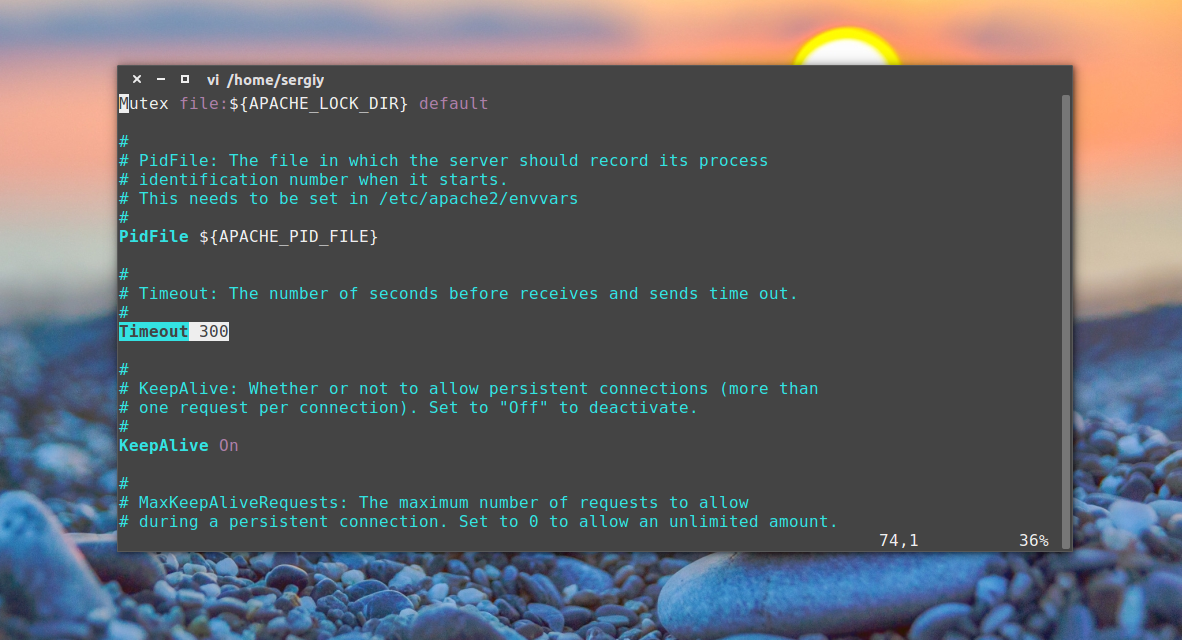 vi /home/sergiy
Mutex file:${APACHE_LOCK_DIR} default
#
# PidFile: The file in which the server should record its process
# identification number when it starts.
# This needs to be set in /etc/apache2/envvars
#
PidFile ${APACHE_PID_FILE}
#
# Timeout: The number of seconds before receives and sends time out.
#
Timeout 300
#
# KeepAlive: Whether or not to allow persistent connections (more than
# one request per connection). Set to "Off" to deactivate.
#
KeepAlive On
#
# MaxKeepAliveRequests: The maximum number of requests to allow
# during a persistent connection. Set to 0 to allow an unlimited amount.
74,1 36%